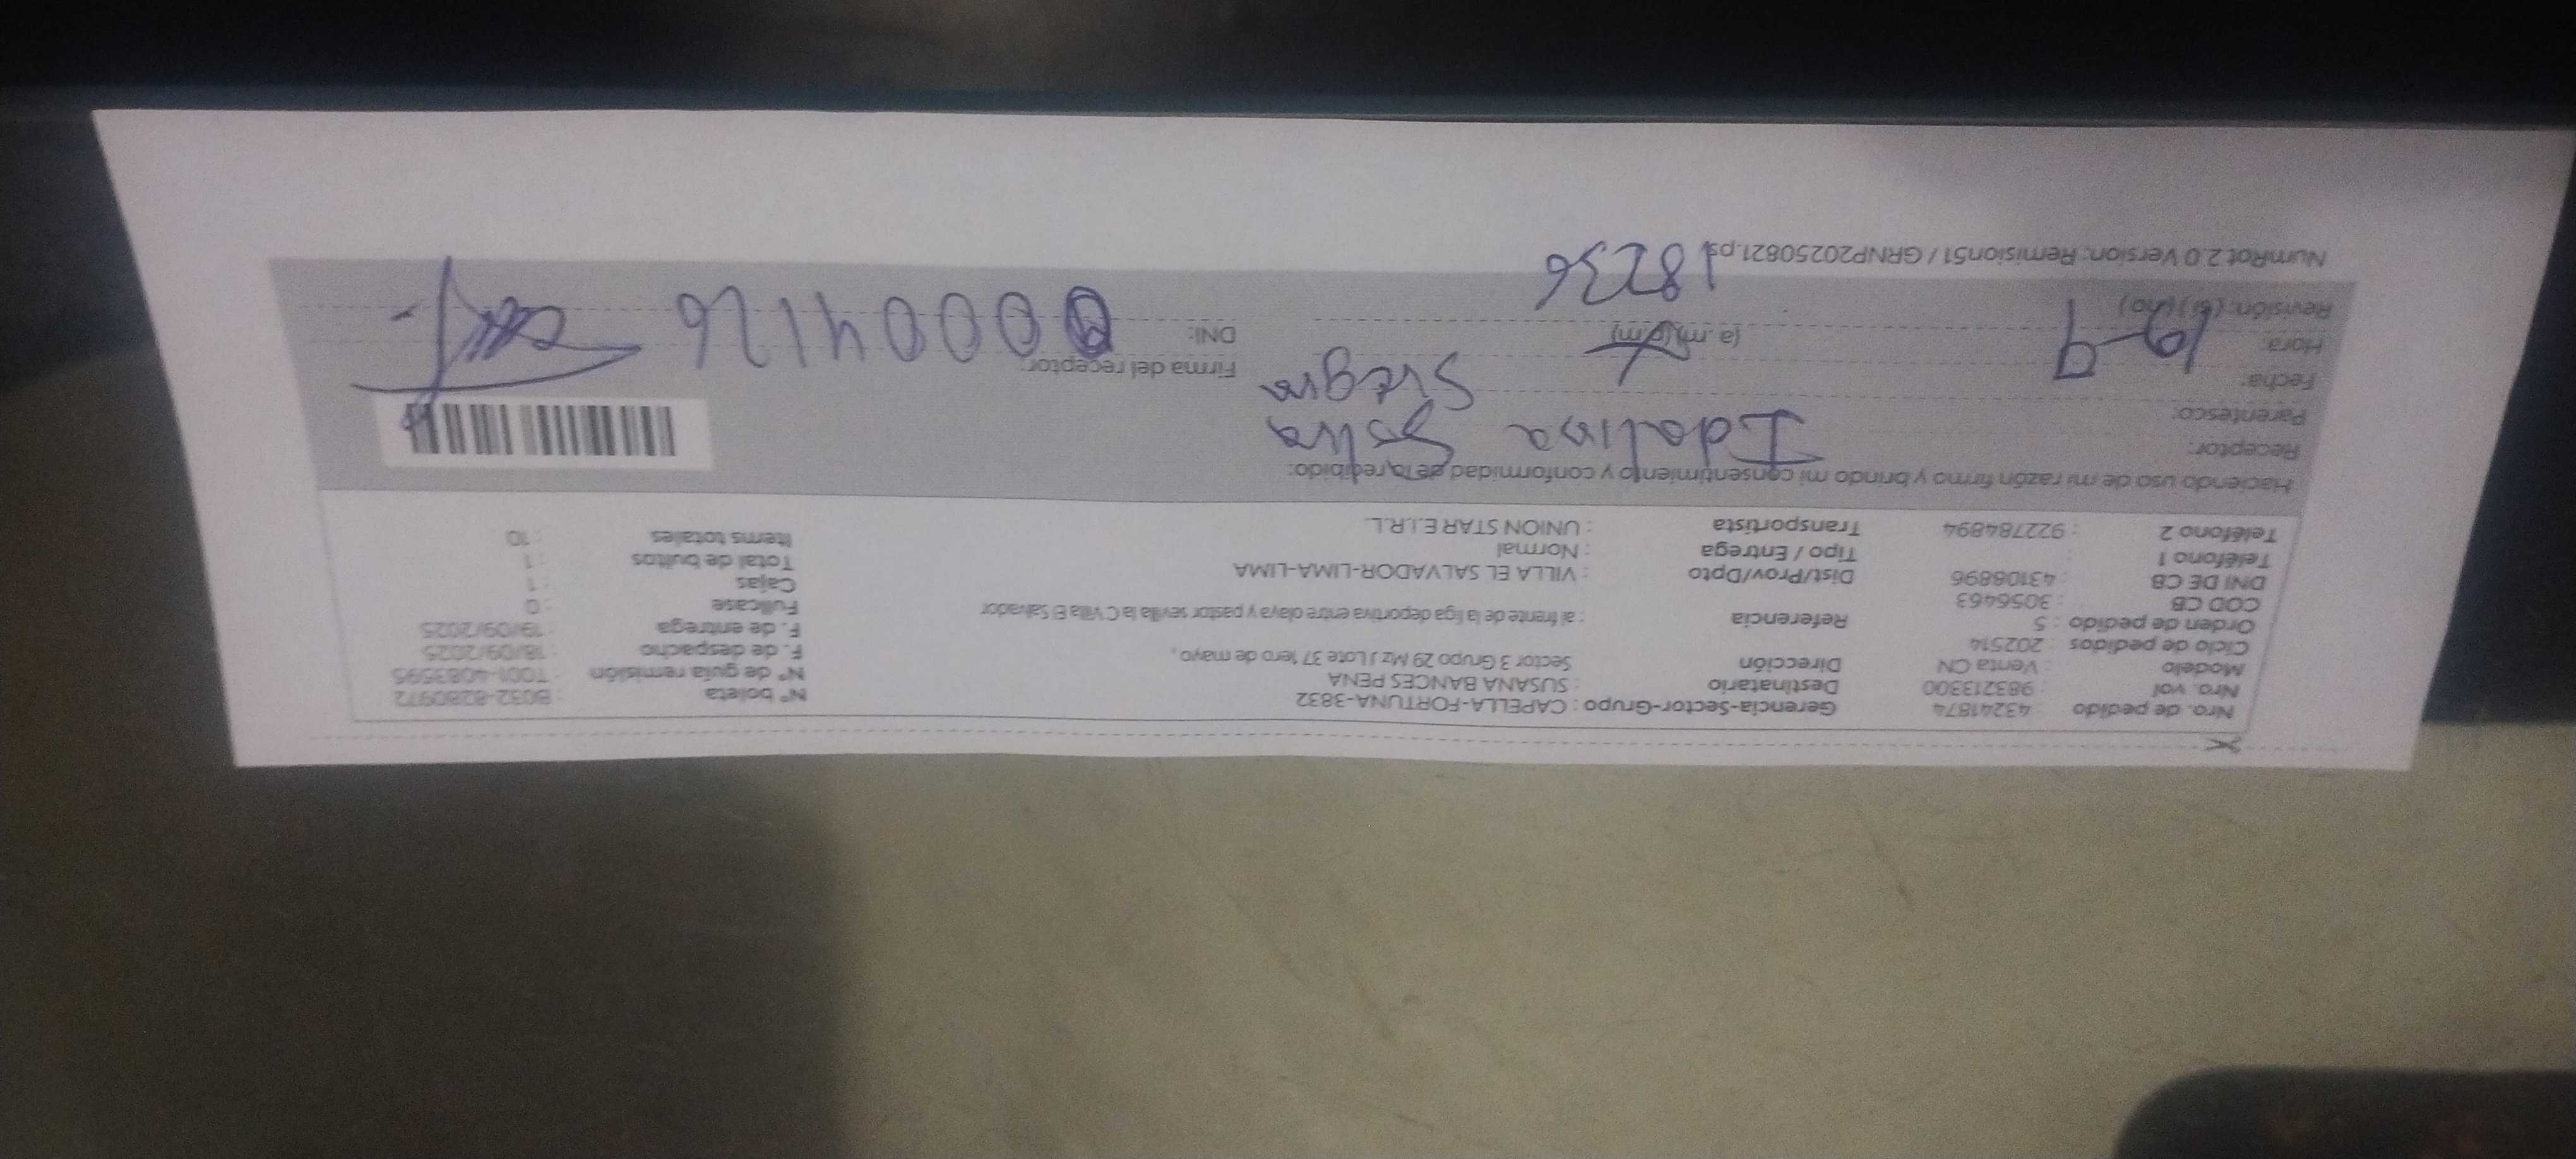 Nro. de pedido : 43241874
Nro. vol : 983213300
Modelo : Venta CN
Ciclo de pedidos : 202514
Orden de pedido : 5
COD CB : 3056463
DNI DE CB : 43106896
Teléfono 1 :
Teléfono 2 : 922784894
Gerencia-Sector-Grupo : CAPELLA-FORTUNA-3832
Destinatario : SUSANA BANCES PENA
Dirección Sector 3 Grupo 29 Mz J Lote 37 1ero de mayo,
Referencia : al frente de la liga deportiva entre olaya y pastor sevilla la C Villa El Salvador
Dist/Prov/Dpto : VILLA EL SALVADOR-LIMA-LIMA
Tipo / Entrega : Normal
Transportista : UNION STAR E.I.R.L.
N° boleta : B032-8280972
N° de guía remisión : T001-4083595
F. de despacho : 18/09/2025
F. de entrega : 19/09/2025
Fullcase : 0
Cajas : 1
Total de bultos : 1
Items totales : 10
Haciendo uso de mi razón firmo y brindo mi consentimiento y conformidad de lo recibido:
Receptor: Idalina Silva
Parentesco: Suegra
Fecha: 19-9
Hora: (a.m)(p.m)
Revisión: (si) (no) 18236
Firma del receptor:
DNI: 00004126
NumRot 2.0 Version: Remision51 / GRNP20250821.ps